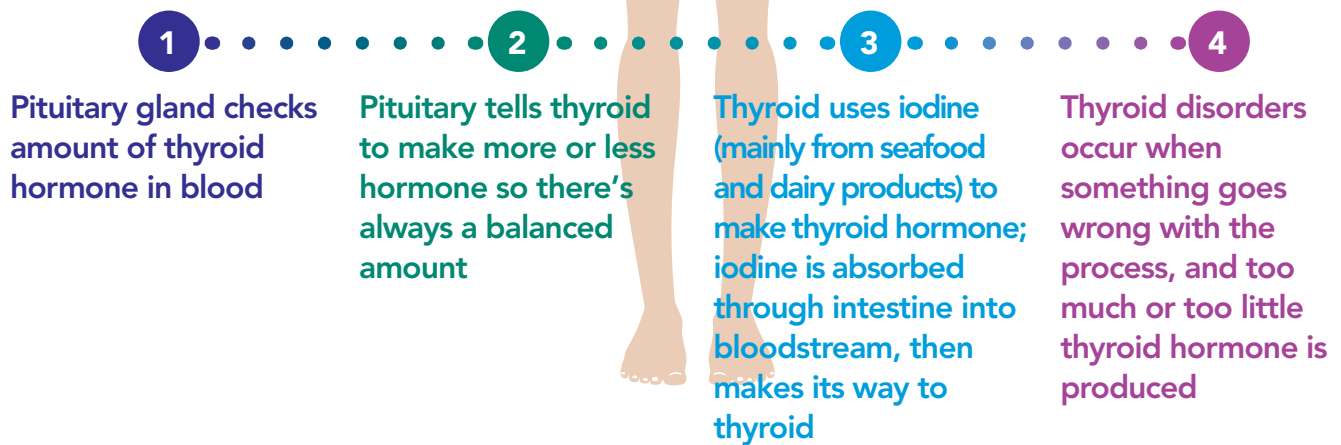 1
Pituitary gland checks
amount of thyroid
hormone in blood
2
Pituitary tells thyroid
to make more or less
hormone so there's
always a balanced
amount
3
Thyroid uses iodine
(mainly from seafood
and dairy products) to
make thyroid hormone;
iodine is absorbed
through intestine into
bloodstream, then
makes its way to
thyroid
4
Thyroid disorders
occur when
something goes
wrong with the
process, and too
much or too little
thyroid hormone is
produced